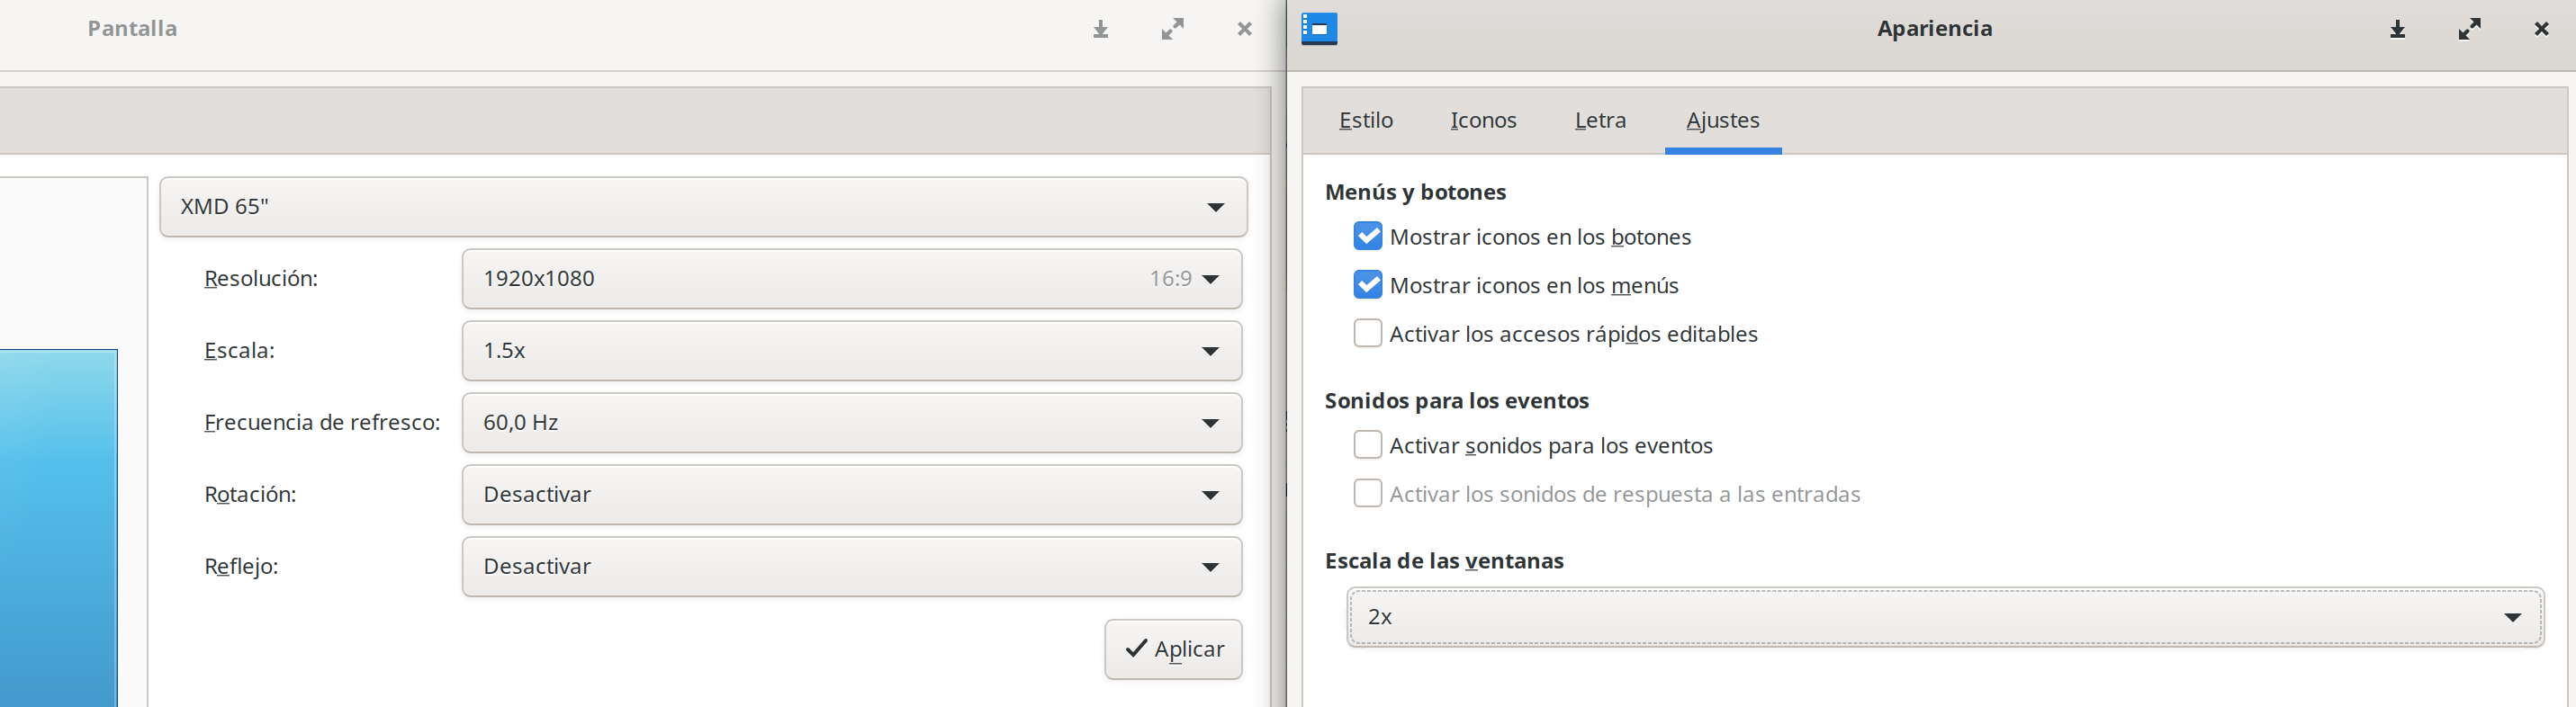 Pantalla
XMD 65"
Resolución: 1920x1080 16:9
Escala: 1.5x
Frecuencia de refresco: 60,0 Hz
Rotación: Desactivar
Reflejo: Desactivar
Aplicar
Apariencia
Estilo Iconos Letra Ajustes
Menús y botones
Mostrar iconos en los botones
Mostrar iconos en los menús
Activar los accesos rápidos editables
Sonidos para los eventos
Activar sonidos para los eventos
Activar los sonidos de respuesta a las entradas
Escala de las ventanas
2x